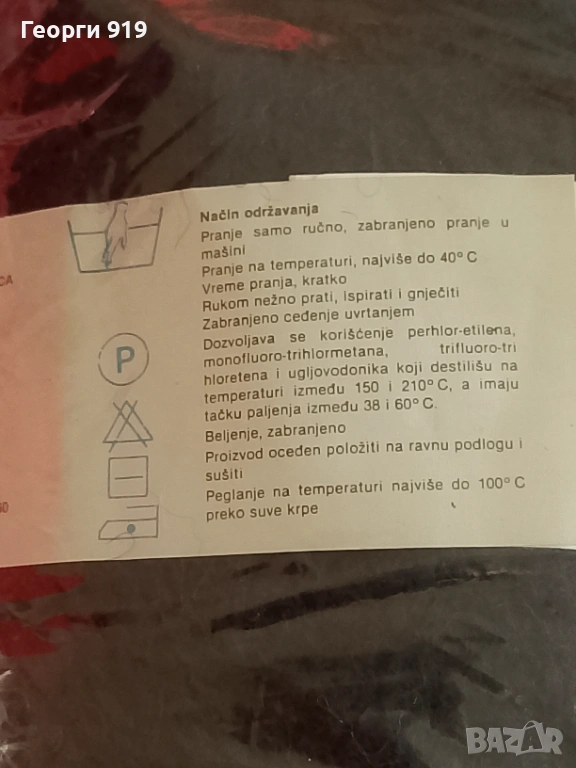 Георги 919
Način održavanja
Pranje samo ručno, zabranjeno pranje u
mašini
Pranje na temperaturi, najviše do 40°C
Vreme pranja, kratko
Rukom nežno prati, ispirati i gnječiti
Zabranjeno ceđenje uvrtanjem
Dozvoljava se korišćenje perhlor-etilena,
monofluoro-trihlormetana, trifluoro-tri
hloretena i ugljovodonika koji destilišu na
temperaturi između 150 i 210°C, a imaju
tačku paljenja između 38 i 60°C.
Beljenje, zabranjeno
Proizvod oceđen položiti na ravnu podlogu i
sušiti
Peglanje na temperaturi najviše do 100°C
preko suve krpe
P
CA
BAZAR